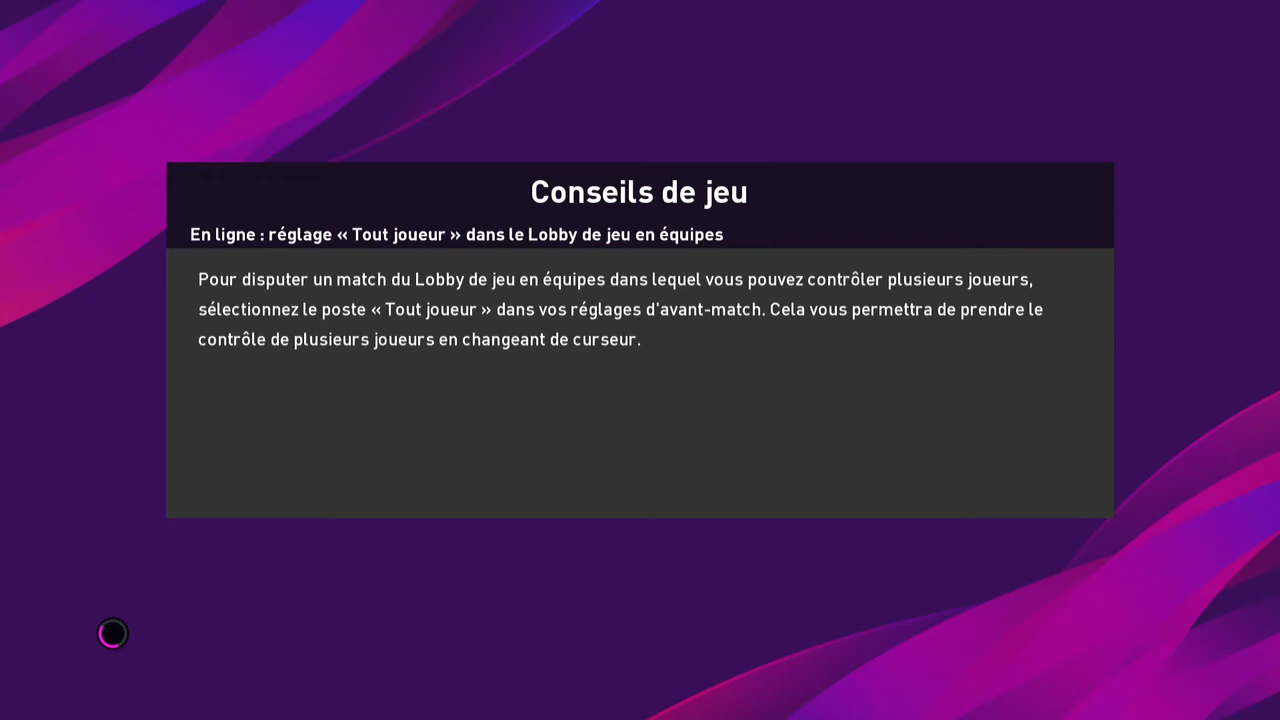 Conseils de jeu
En ligne : réglage « Tout joueur » dans le Lobby de jeu en équipes
Pour disputer un match du Lobby de jeu en équipes dans lequel vous pouvez contrôler plusieurs joueurs,
sélectionnez le poste « Tout joueur » dans vos réglages d'avant-match. Cela vous permettra de prendre le
contrôle de plusieurs joueurs en changeant de curseur.